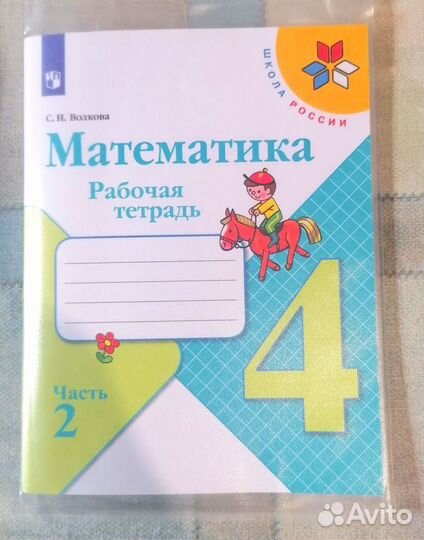 ШКОЛА РОССИИ
С. И. Волкова
Математика
Рабочая
тетрадь
4
Часть
2
Avito